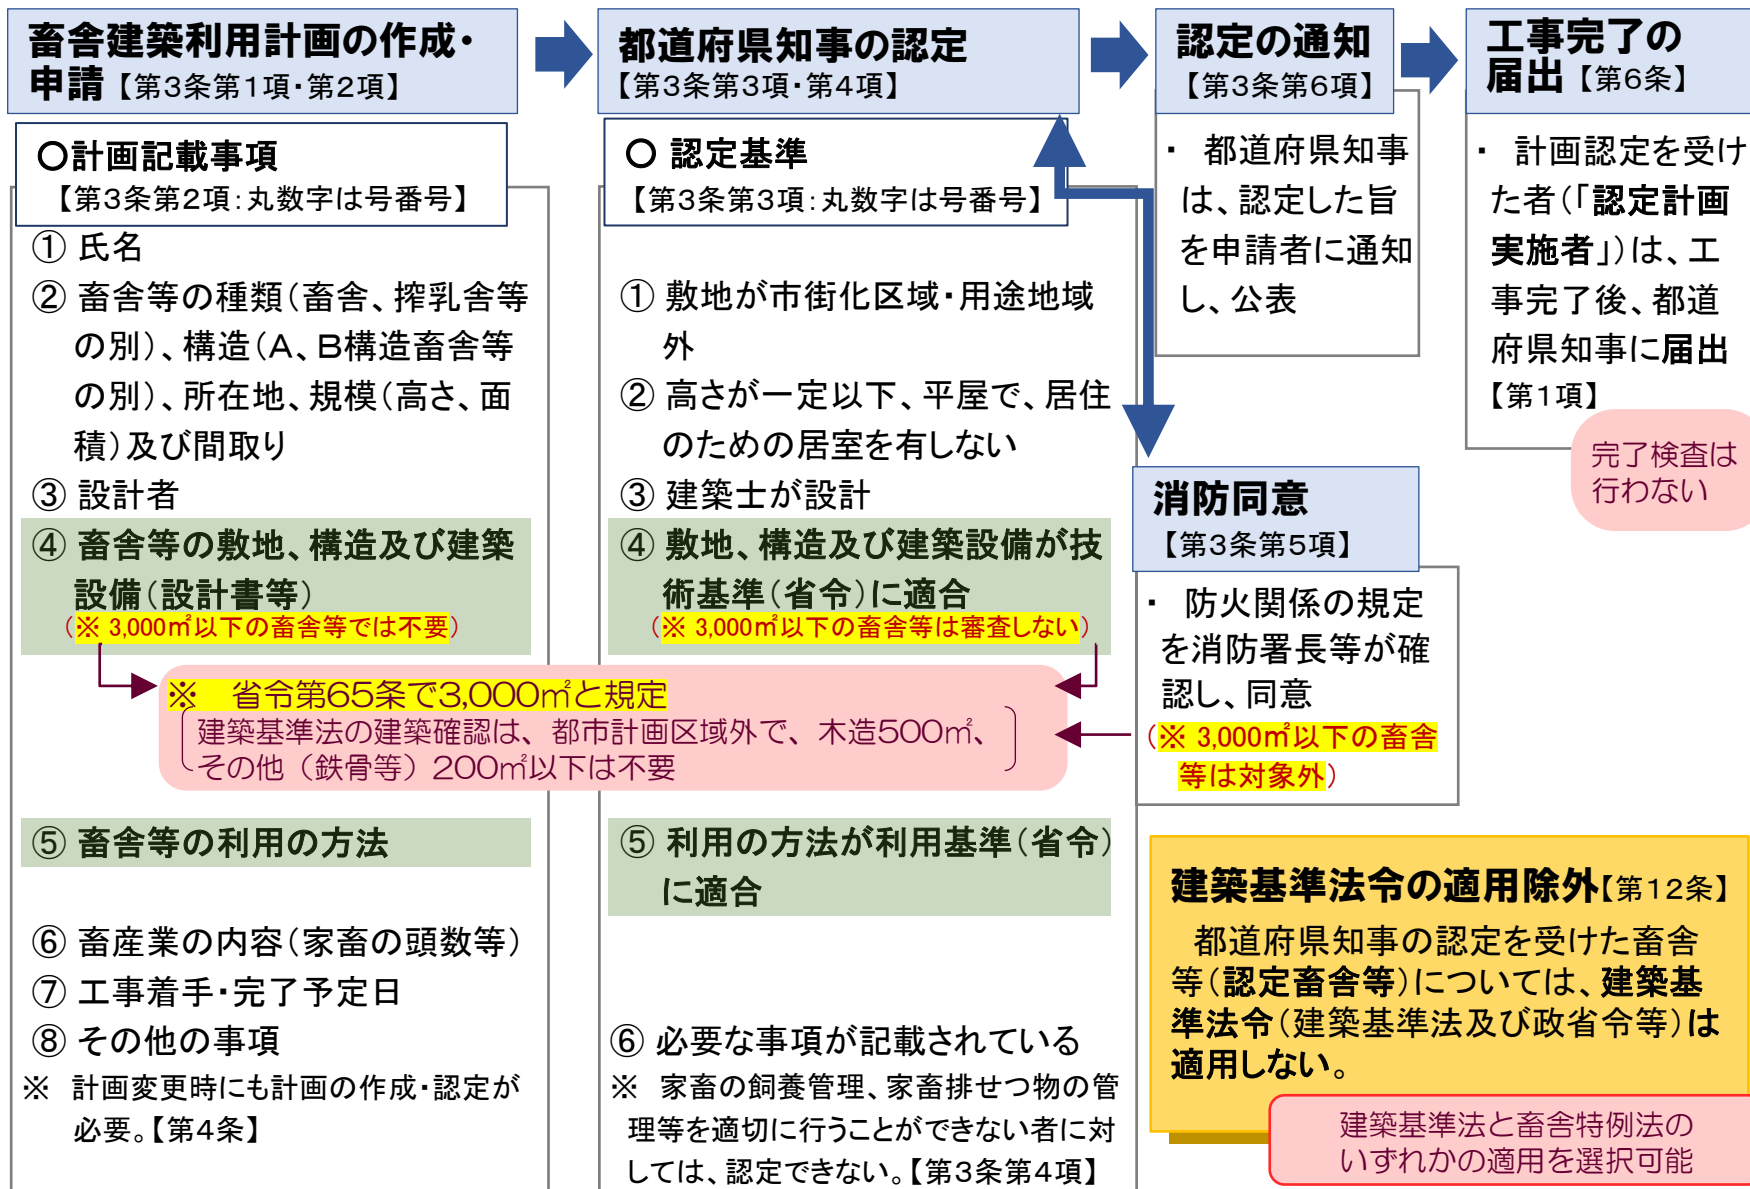 畜舎建築利用計画の作成・
申請【第3条第1項・第2項】
〇計画記載事項
【第3条第2項：丸数字は号番号】
① 氏名
② 畜舎等の種類（畜舎、搾乳舎等
の別）、構造（A、B構造畜舎等
の別）、所在地、規模（高さ、面
積）及び間取り
③ 設計者
④ 畜舎等の敷地、構造及び建築
設備（設計書等）
（※ 3,000㎡以下の畜舎等では不要）
⑤ 畜舎等の利用の方法
⑥ 畜産業の内容（家畜の頭数等）
⑦ 工事着手・完了予定日
⑧ その他の事項
※ 計画変更時にも計画の作成・認定が
必要。【第4条】
都道府県知事の認定
【第3条第3項・第4項】
〇 認定基準
【第3条第3項：丸数字は号番号】
① 敷地が市街化区域・用途地域
外
② 高さが一定以下、平屋で、居住
のための居室を有しない
③ 建築士が設計
④ 敷地、構造及び建築設備が技
術基準（省令）に適合
（※ 3,000㎡以下の畜舎等は審査しない）
※ 省令第65条で3,000㎡と規定
建築基準法の建築確認は、都市計画区域外で、木造500㎡、
その他（鉄骨等）200㎡以下は不要
⑤ 利用の方法が利用基準（省令）
に適合
⑥ 必要な事項が記載されている
※ 家畜の飼養管理、家畜排せつ物の管
理等を適切に行うことができない者に対
しては、認定できない。【第3条第4項】
認定の通知
【第3条第6項】
・ 都道府県知事
は、認定した旨
を申請者に通知
し、公表
工事完了の
届出【第6条】
・ 計画認定を受け
た者（「認定計画
実施者」）は、工
事完了後、都道
府県知事に届出
【第1項】
完了検査は
行わない
消防同意
【第3条第5項】
・ 防火関係の規定
を消防署長等が確
認し、同意
（※ 3,000㎡以下の畜舎
等は対象外）
建築基準法令の適用除外【第12条】
都道府県知事の認定を受けた畜舎
等（認定畜舎等）については、建築基
準法令（建築基準法及び政省令等）は
適用しない。
建築基準法と畜舎特例法の
いずれかの適用を選択可能